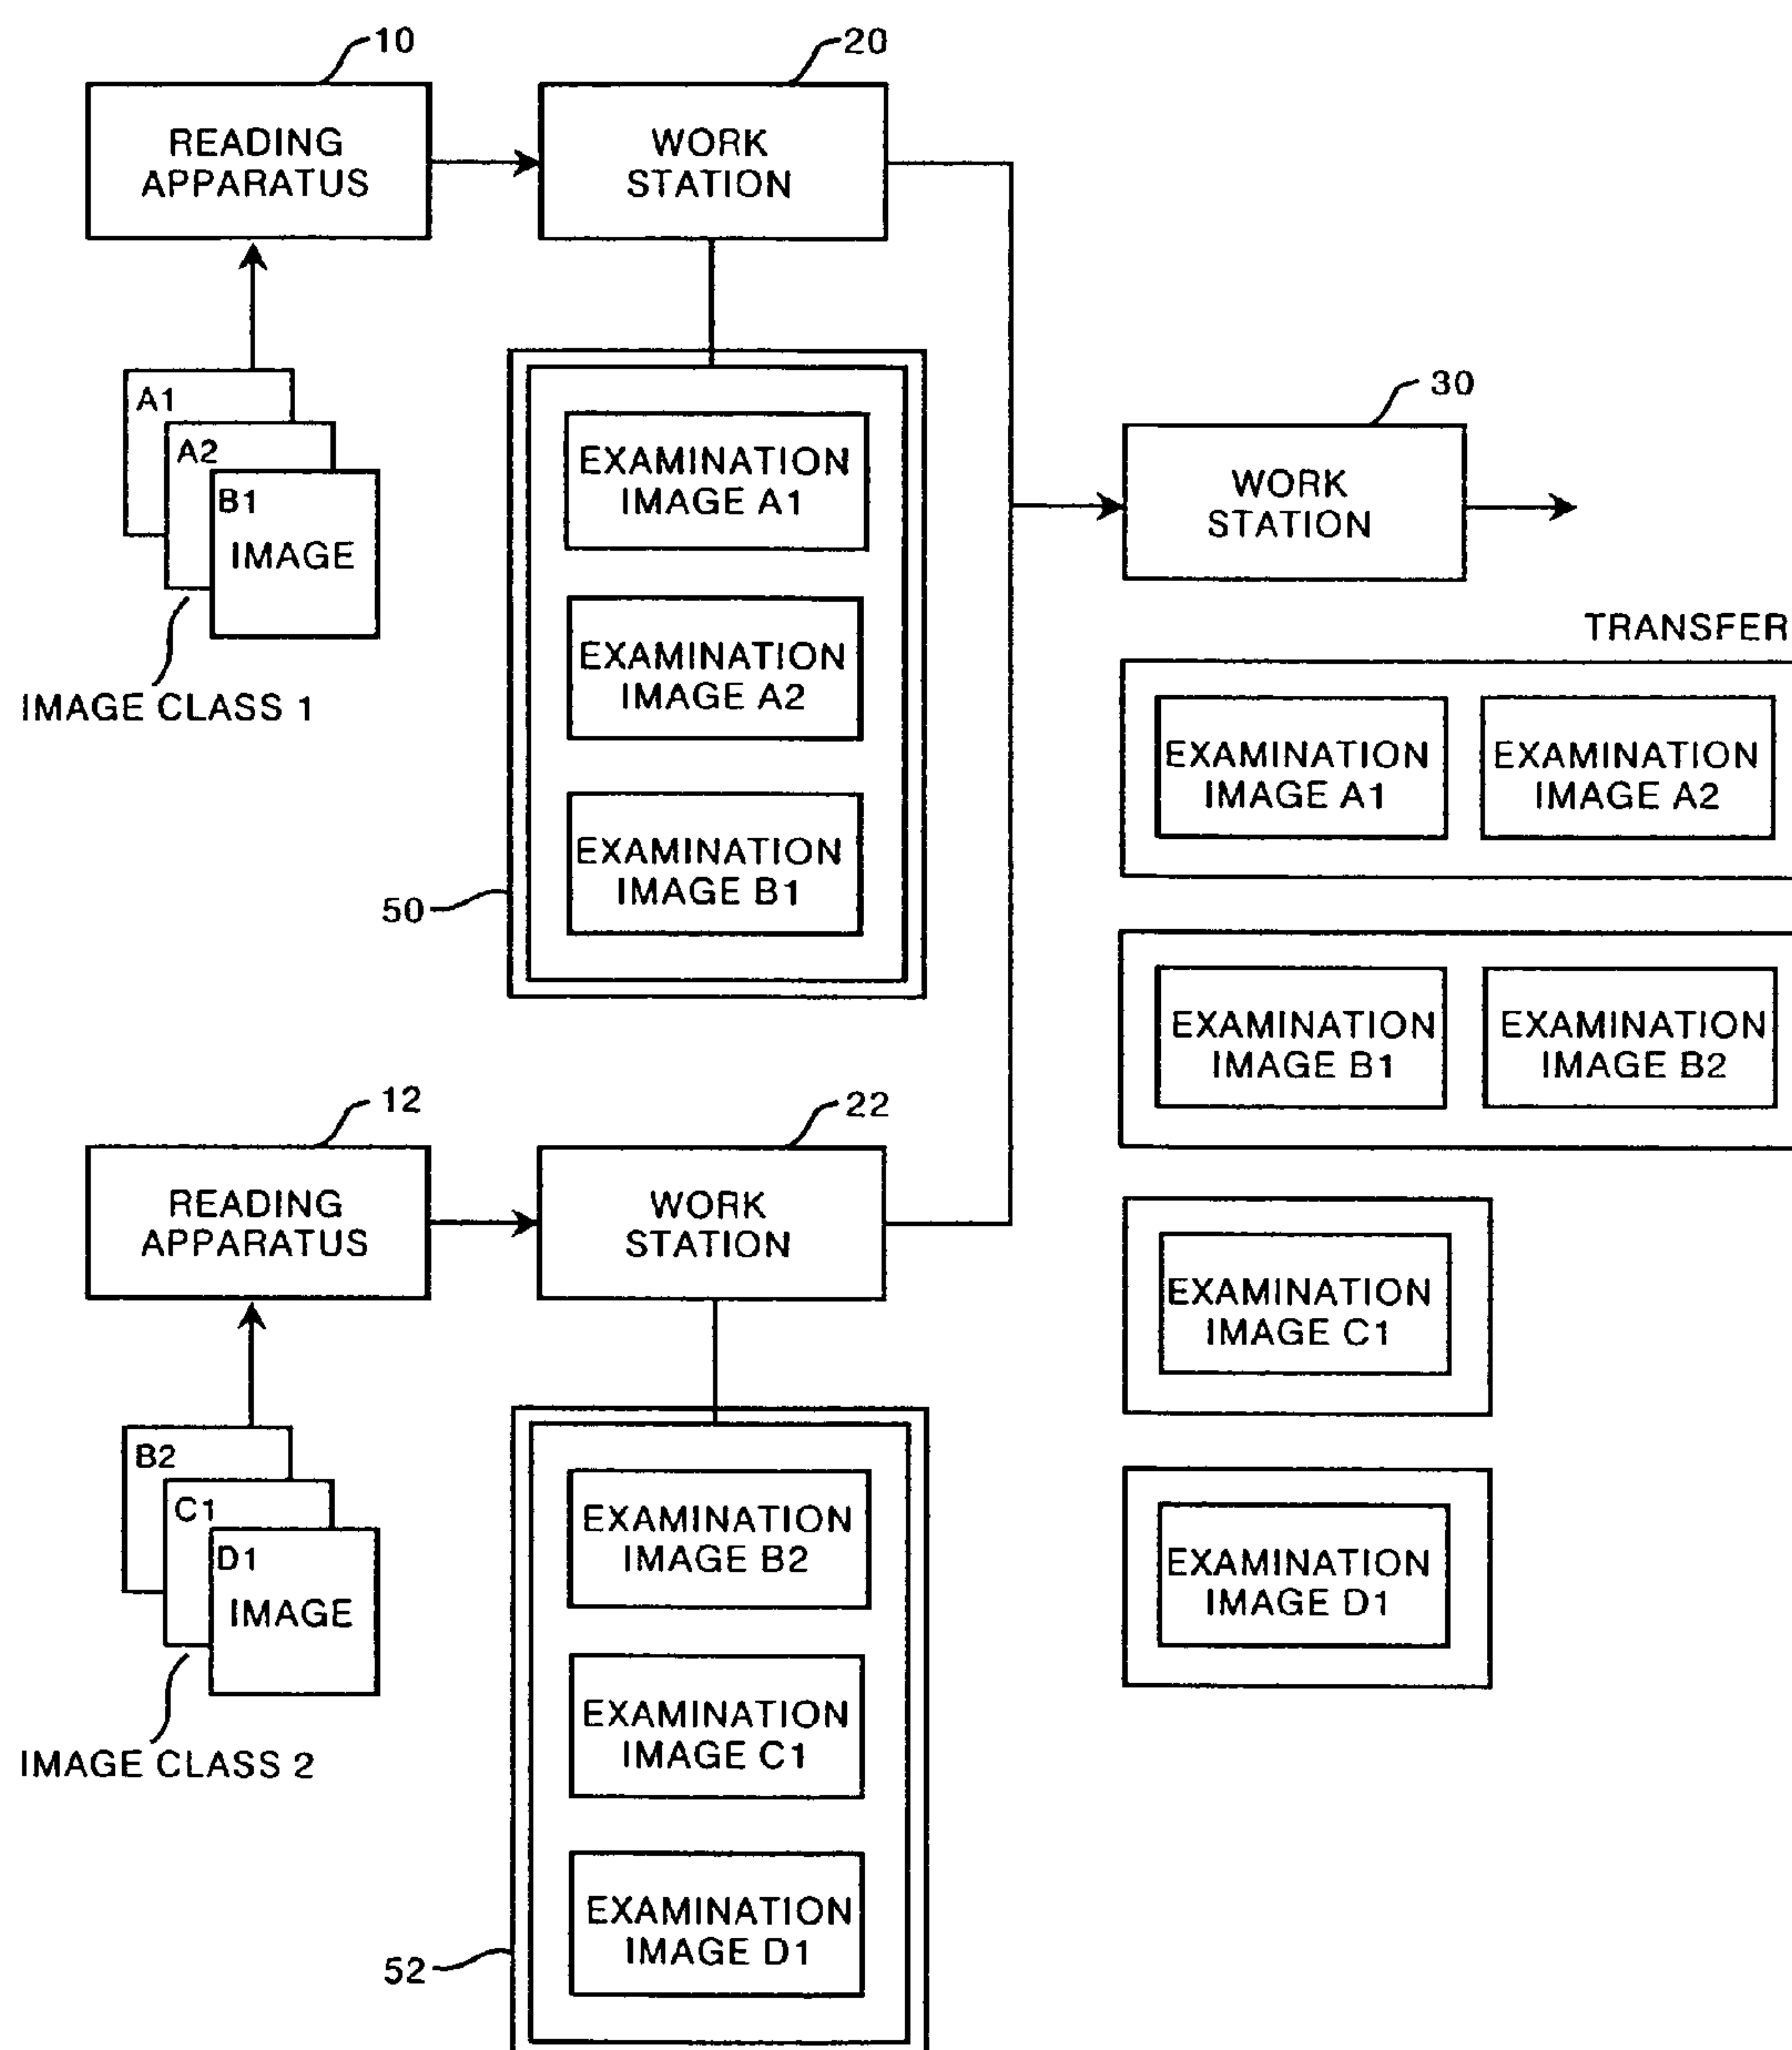 10
20
READING
APPARATUS
WORK
STATION
A1
A2
B1
IMAGE
IMAGE CLASS 1
EXAMINATION
IMAGE A1
EXAMINATION
IMAGE A2
EXAMINATION
IMAGE B1
50
30
WORK
STATION
TRANSFER
EXAMINATION
IMAGE A1
EXAMINATION
IMAGE A2
EXAMINATION
IMAGE B1
EXAMINATION
IMAGE B2
EXAMINATION
IMAGE C1
EXAMINATION
IMAGE D1
12
22
READING
APPARATUS
WORK
STATION
B2
C1
D1
IMAGE
IMAGE CLASS 2
EXAMINATION
IMAGE B2
EXAMINATION
IMAGE C1
EXAMINATION
IMAGE D1
52